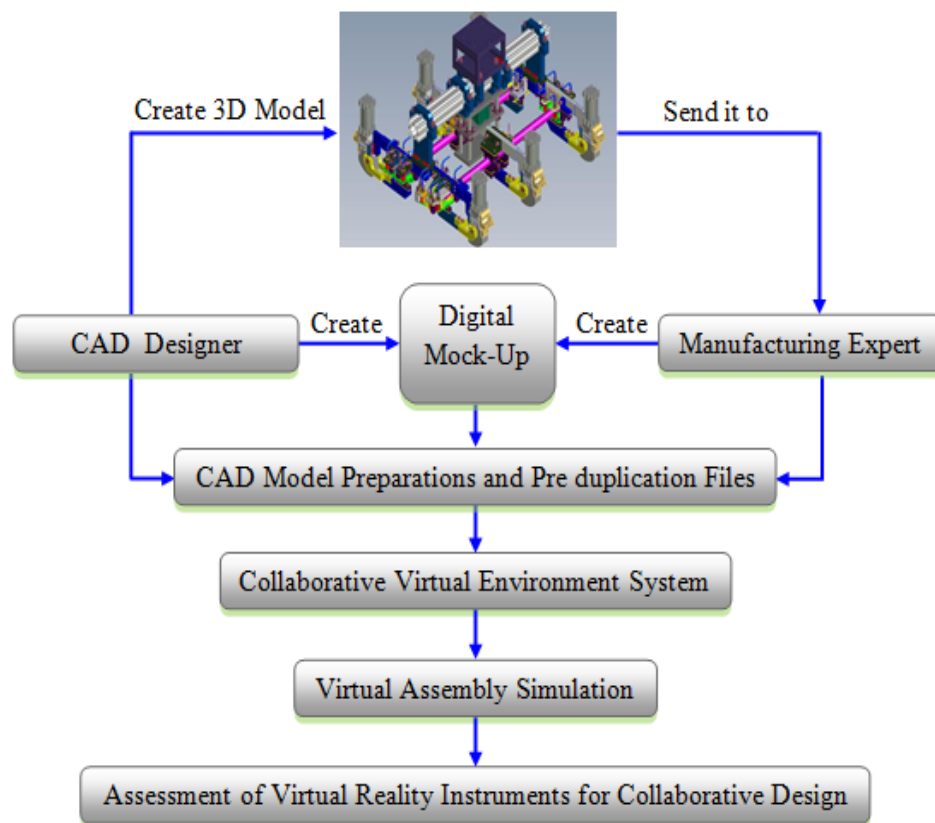 Create 3D Model
Send it to
CAD Designer
Create
Digital
Mock-Up
Create
Manufacturing Expert
CAD Model Preparations and Pre duplication Files
Collaborative Virtual Environment System
Virtual Assembly Simulation
Assessment of Virtual Reality Instruments for Collaborative Design